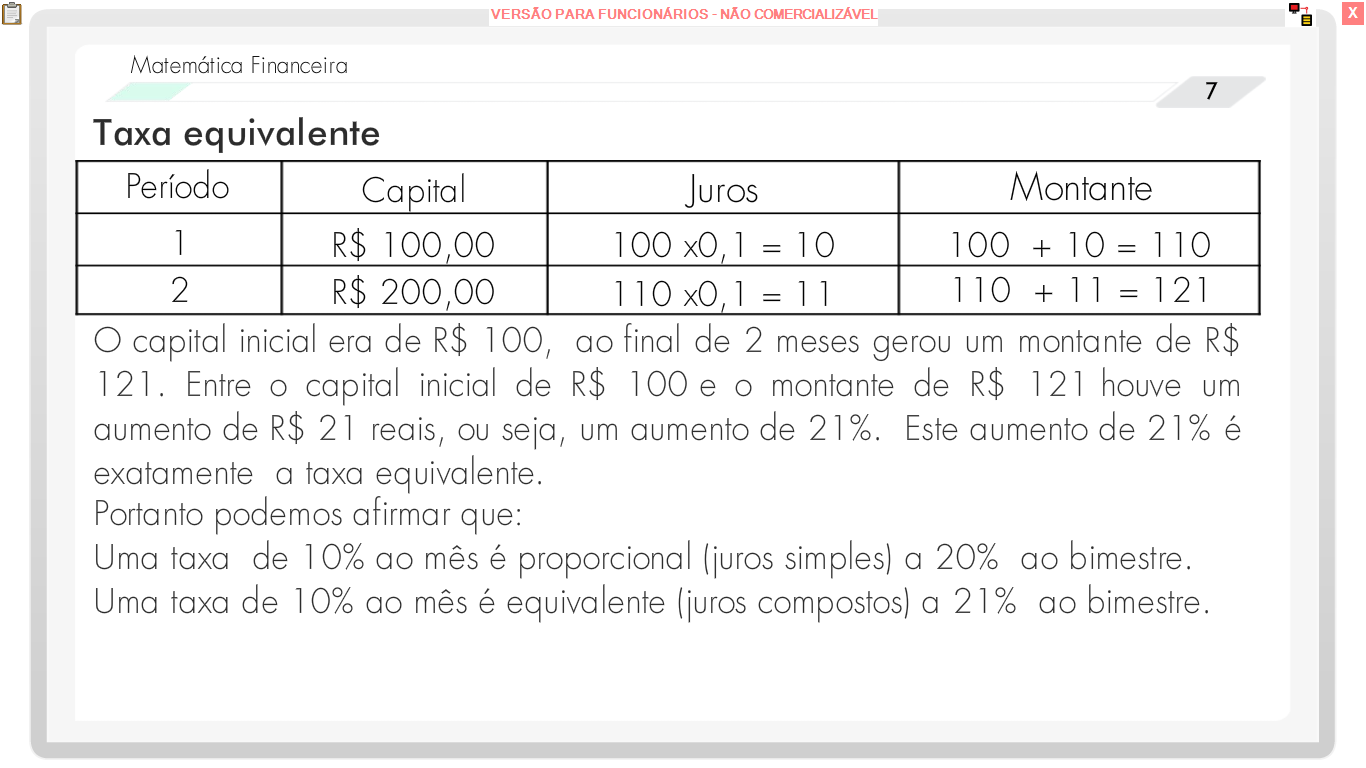 VERSÃO PARA FUNCIONÁRIOS - NÃO COMERCIALIZÁVEL
X
Matemática Financeira
7
Taxa equivalente
Período Capital Juros Montante
1 R$ 100,00 100 x0,1 = 10 100 + 10 = 110
2 R$ 200,00 110 x0,1 = 11 110 + 11 = 121
O capital inicial era de R$ 100, ao final de 2 meses gerou um montante de R$
121. Entre o capital inicial de R$ 100 e o montante de R$ 121 houve um
aumento de R$ 21 reais, ou seja, um aumento de 21%. Este aumento de 21% é
exatamente a taxa equivalente.
Portanto podemos afirmar que:
Uma taxa de 10% ao mês é proporcional (juros simples) a 20% ao bimestre.
Uma taxa de 10% ao mês é equivalente (juros compostos) a 21% ao bimestre.